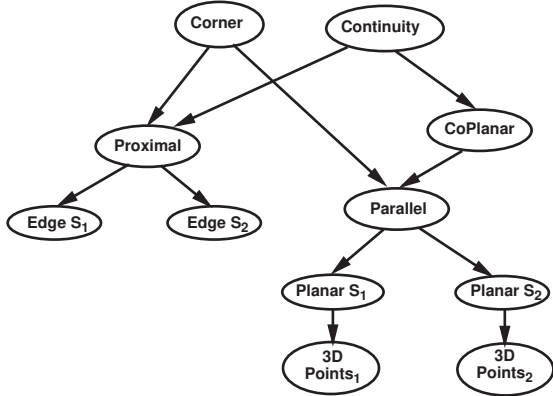 Corner
Continuity
Proximal
CoPlanar
Edge S₁
Edge S₂
Parallel
Planar S₁
Planar S₂
3D
Points₁
3D
Points₂